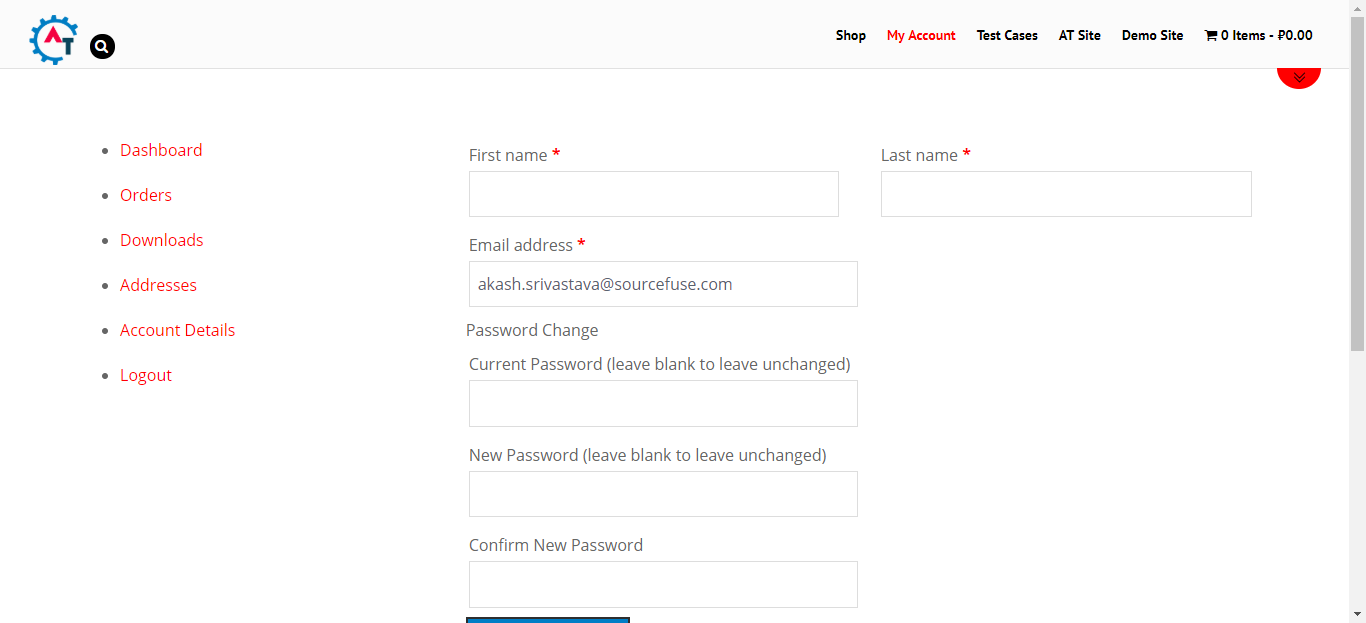 AT
Shop
My Account
Test Cases
AT Site
Demo Site
0 Items - ₽0.00
Dashboard
Orders
Downloads
Addresses
Account Details
Logout
First name *
Last name *
Email address *
akash.srivastava@sourcefuse.com
Password Change
Current Password (leave blank to leave unchanged)
New Password (leave blank to leave unchanged)
Confirm New Password